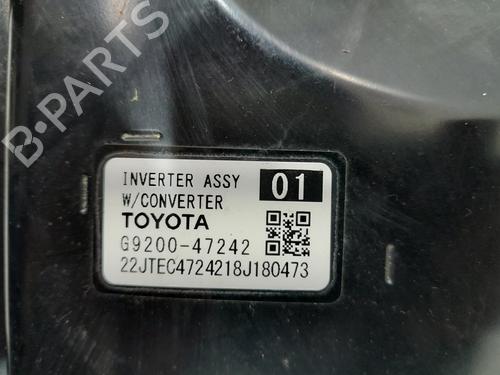 B-PARTS
INVERTER ASSY 01
W/CONVERTER
TOYOTA
G9200-47242
22JTEC4724218J180473